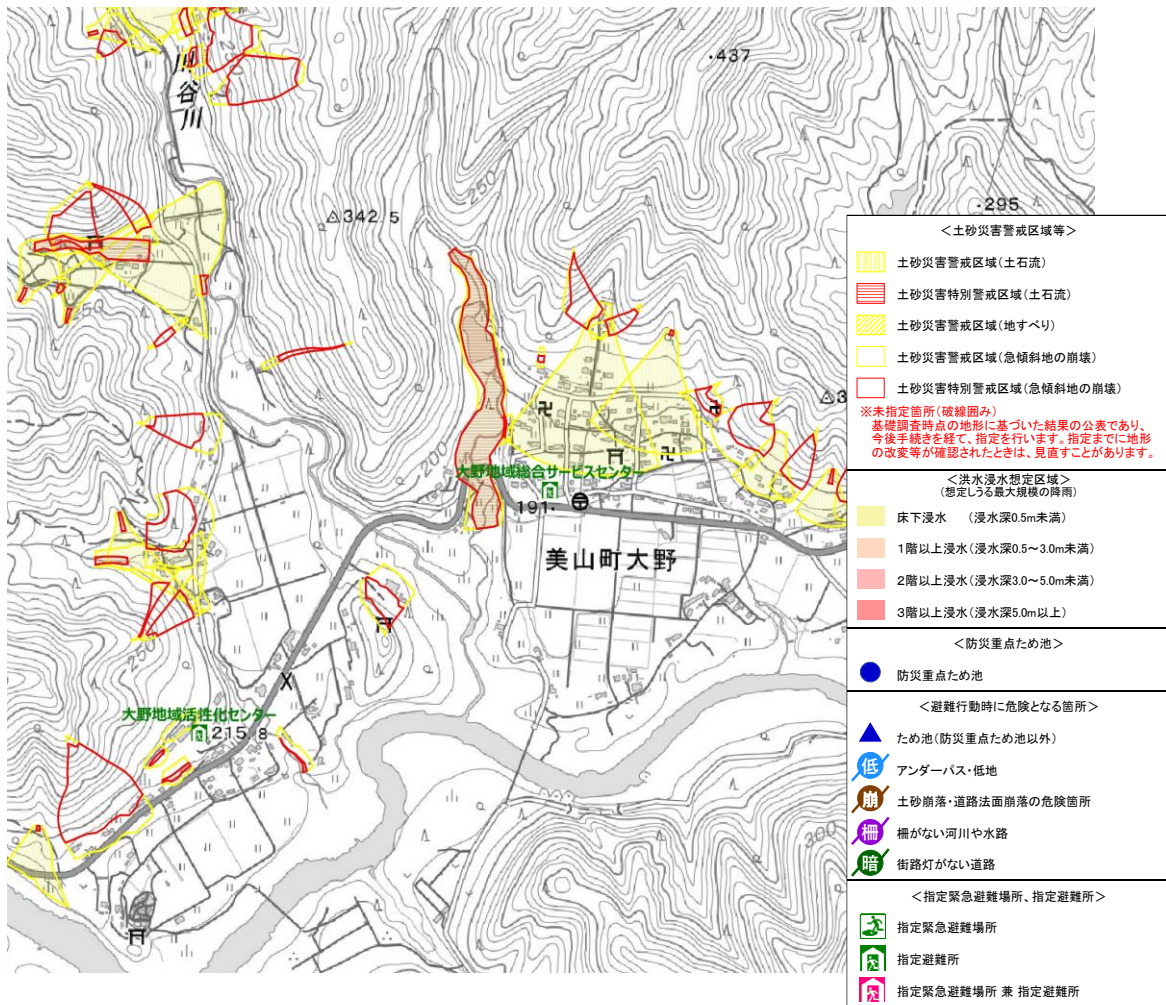 川谷川
250
・437
250
△342.5
・295
250
200
大野地域総合サービスセンター
191・
美山町大野
△3
250
大野地域活性化センター
215.8
300
＜土砂災害警戒区域等＞
土砂災害警戒区域(土石流)
土砂災害特別警戒区域(土石流)
土砂災害警戒区域(地すべり)
土砂災害警戒区域(急傾斜地の崩壊)
土砂災害特別警戒区域(急傾斜地の崩壊)
※未指定箇所(破線囲み)
基礎調査時点の地形に基づいた結果の公表であり、
今後手続きを経て、指定を行います。指定までに地形
の改変等が確認されたときは、見直すことがあります。
＜洪水浸水想定区域＞
(想定しうる最大規模の降雨)
床下浸水　(浸水深0.5m未満)
1階以上浸水(浸水深0.5～3.0m未満)
2階以上浸水(浸水深3.0～5.0m未満)
3階以上浸水(浸水深5.0m以上)
＜防災重点ため池＞
防災重点ため池
＜避難行動時に危険となる箇所＞
ため池(防災重点ため池以外)
低 アンダーパス・低地
崩 土砂崩落・道路法面崩落の危険箇所
柵 柵がない河川や水路
暗 街路灯がない道路
＜指定緊急避難場所、指定避難所＞
指定緊急避難場所
指定避難所
指定緊急避難場所 兼 指定避難所